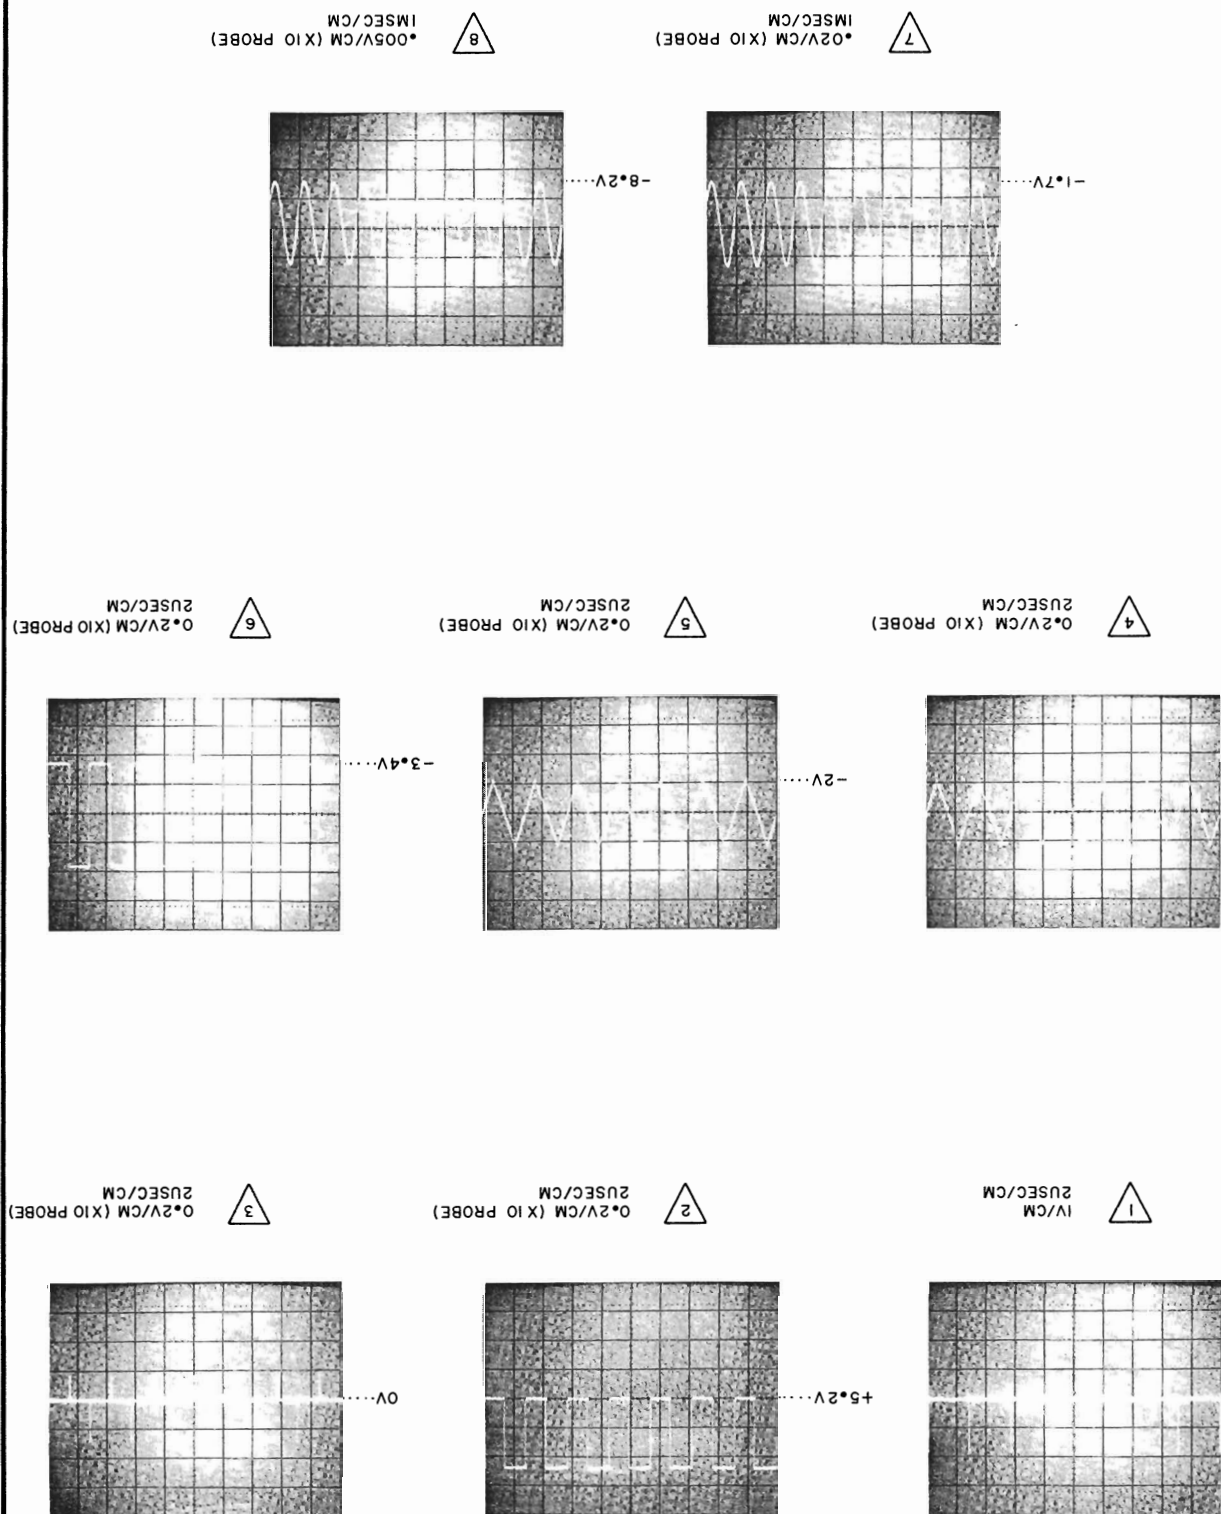 +5.2V.....
0V.....
1
1V/CM
2USEC/CM
2
0.2V/CM (X10 PROBE)
2USEC/CM
3
0.2V/CM (X10 PROBE)
2USEC/CM
-2V.....
-3.4V.....
4
0.2V/CM (X10 PROBE)
2USEC/CM
5
0.2V/CM (X10 PROBE)
2USEC/CM
6
0.2V/CM (X10 PROBE)
2USEC/CM
-1.7V.....
-8.2V.....
7
.02V/CM (X10 PROBE)
1MSEC/CM
8
.005V/CM (X10 PROBE)
1MSEC/CM